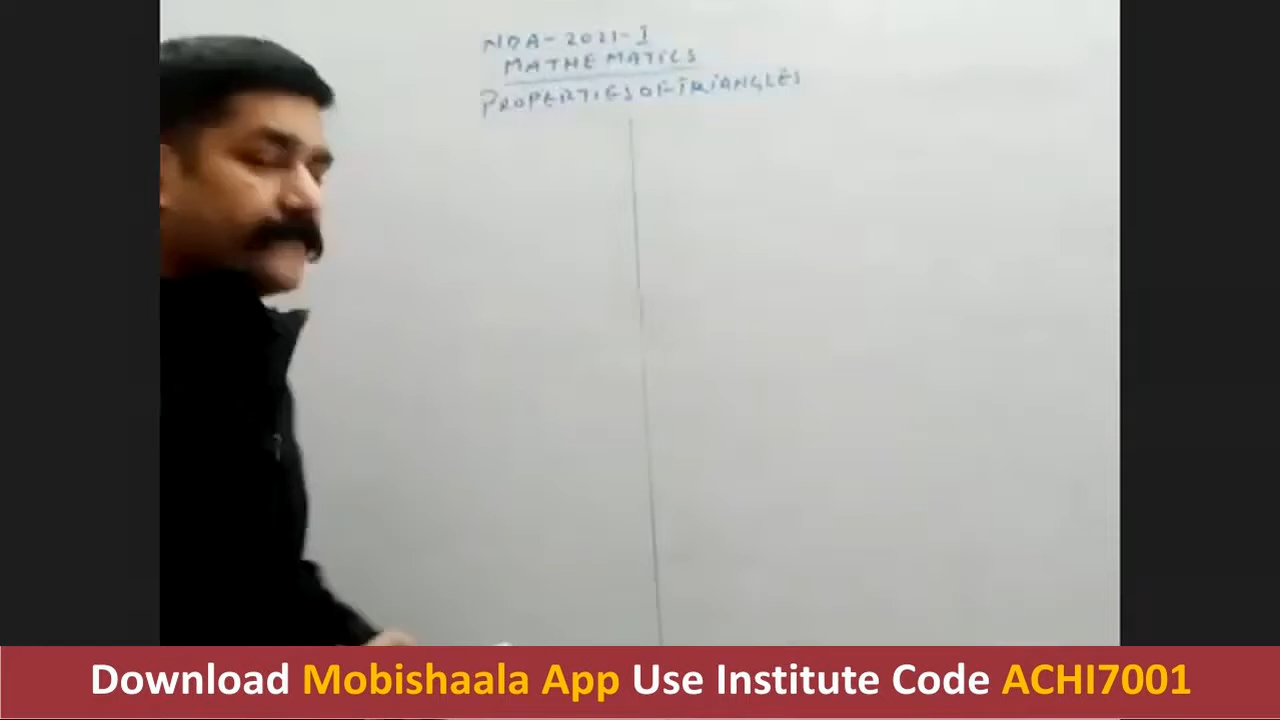 NDA-2021-I
MATHEMATICS
PROPERTIES OF TRIANGLES
Download Mobishaala App Use Institute Code ACHI7001